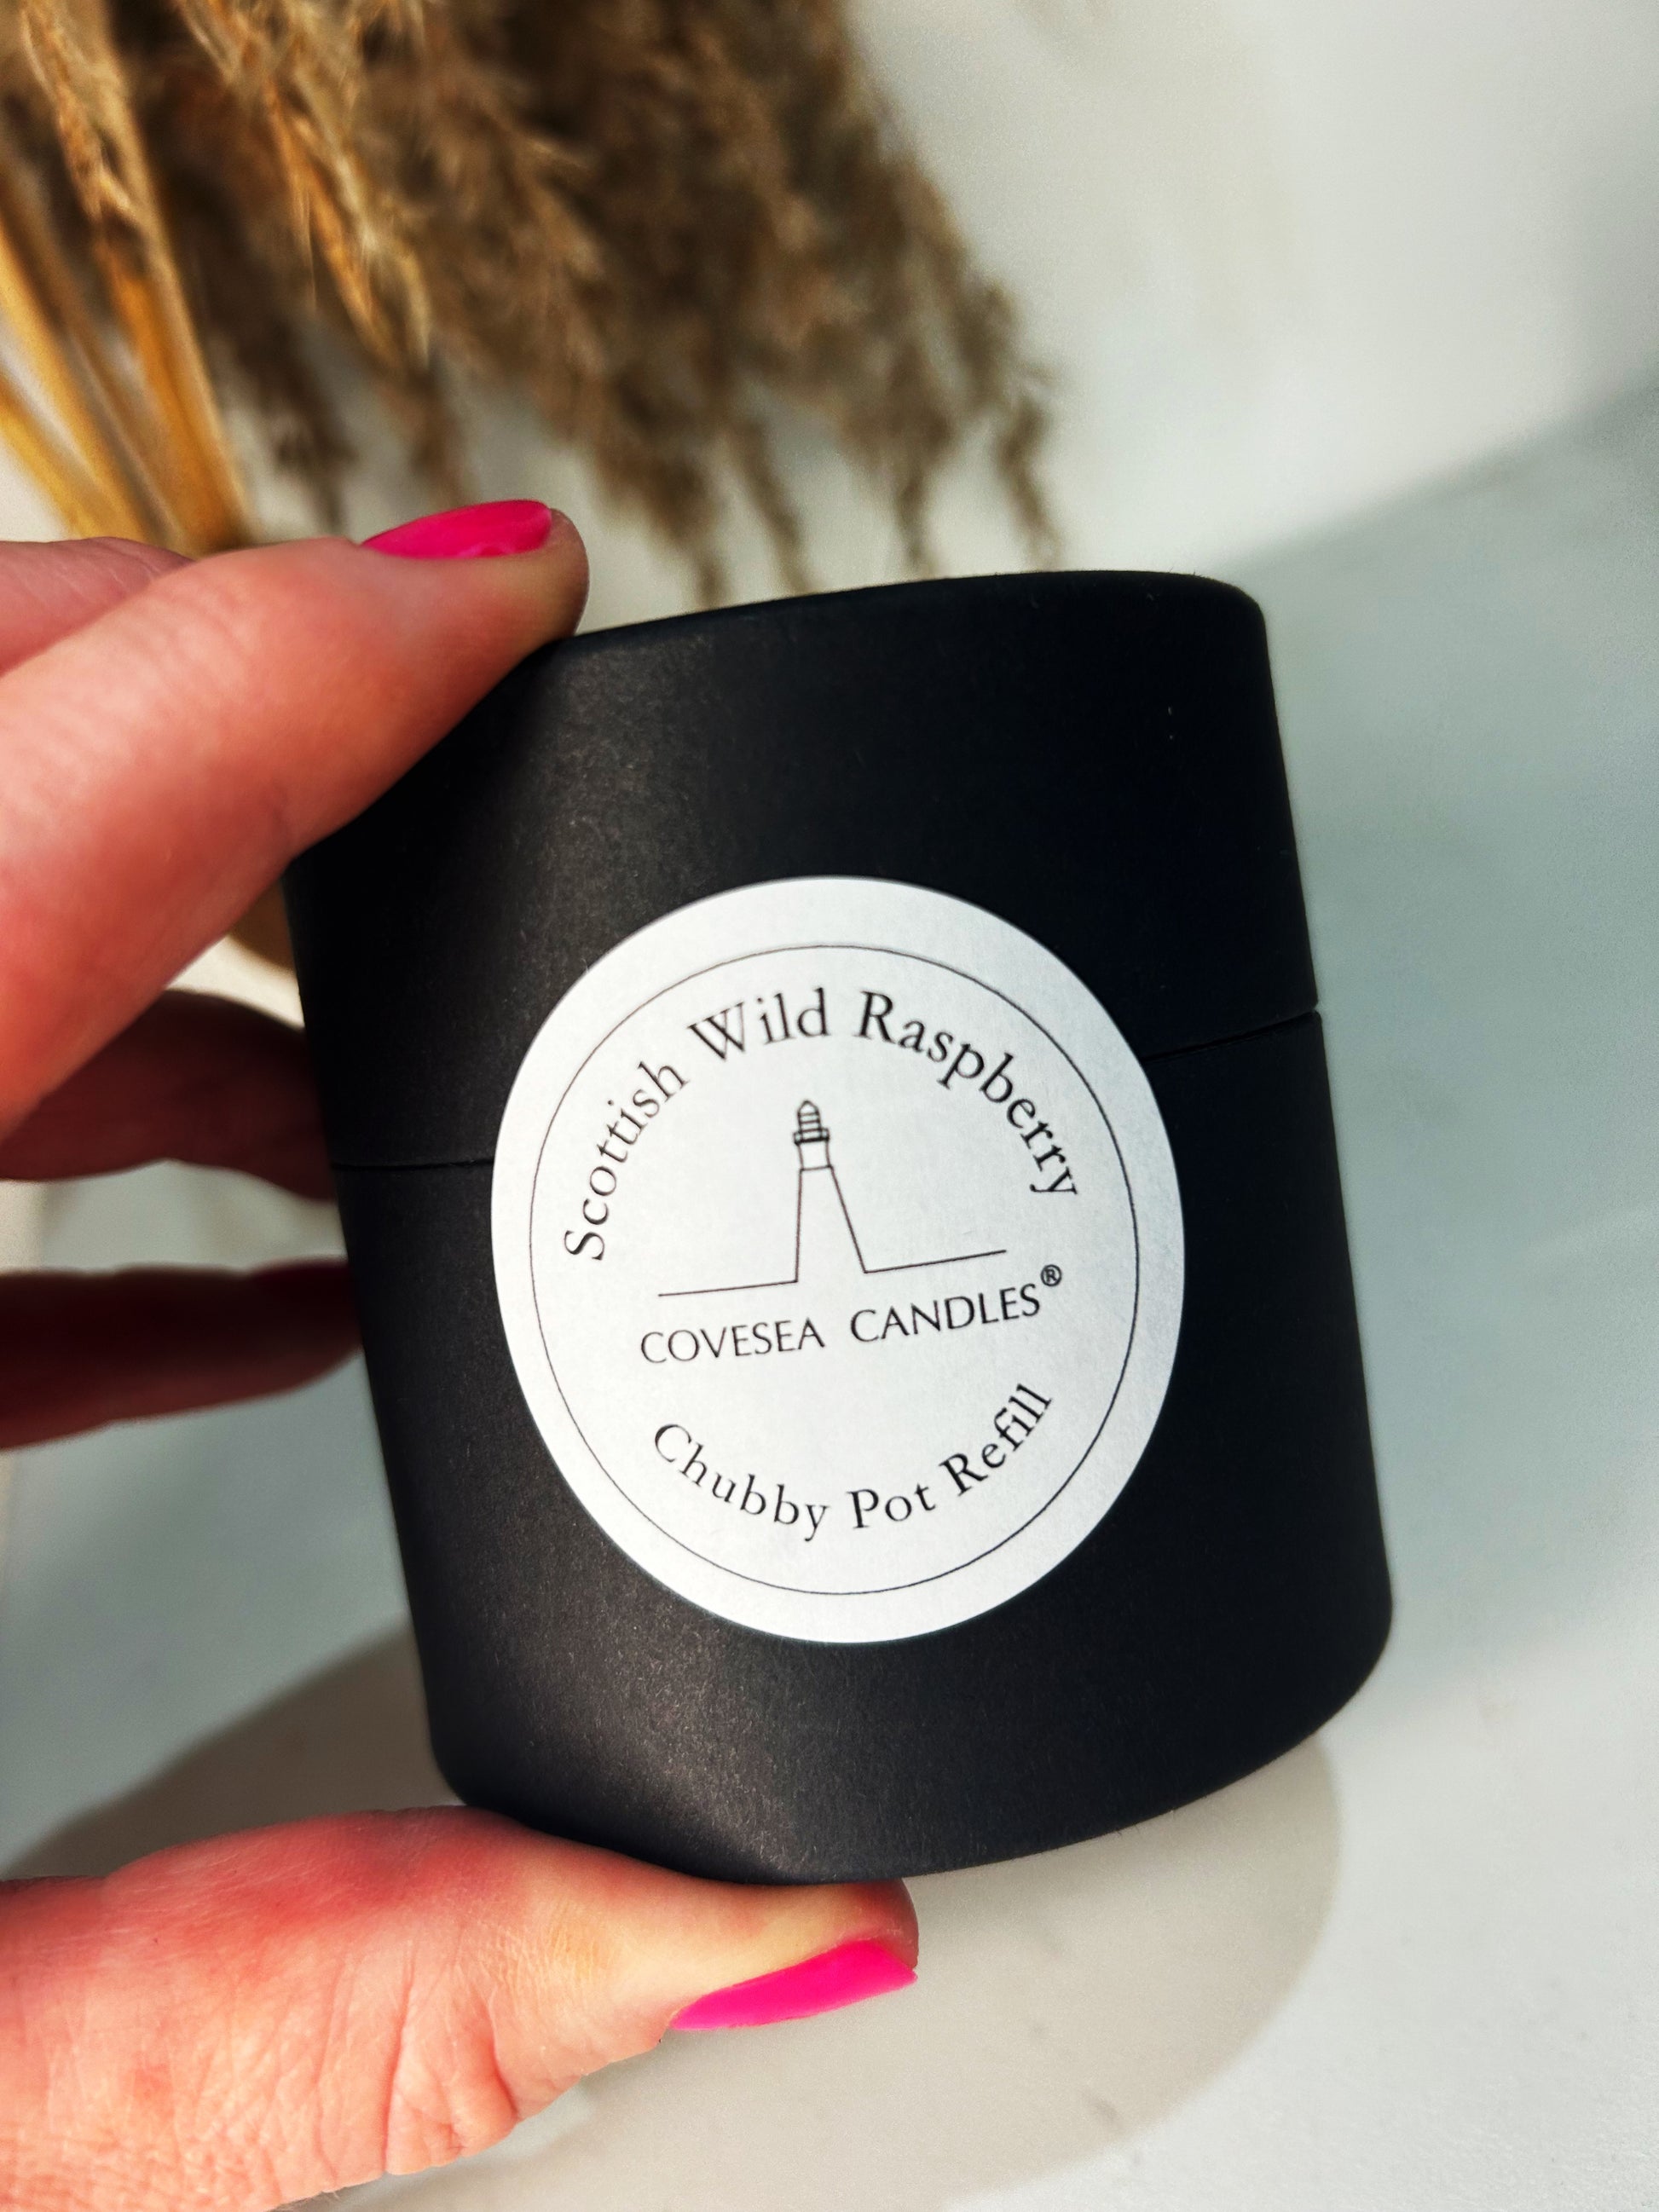 Scottish Wild Raspberry
COVESEA CANDLES®
Chubby Pot Refill